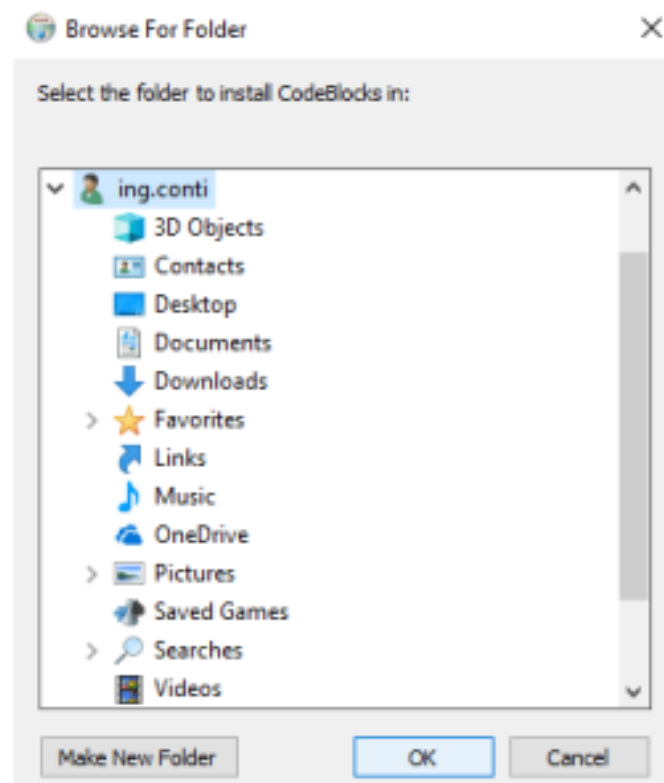 Browse For Folder
Select the folder to install CodeBlocks in:
ing.conti
3D Objects
Contacts
Desktop
Documents
Downloads
Favorites
Links
Music
OneDrive
Pictures
Saved Games
Searches
Videos
Make New Folder OK Cancel